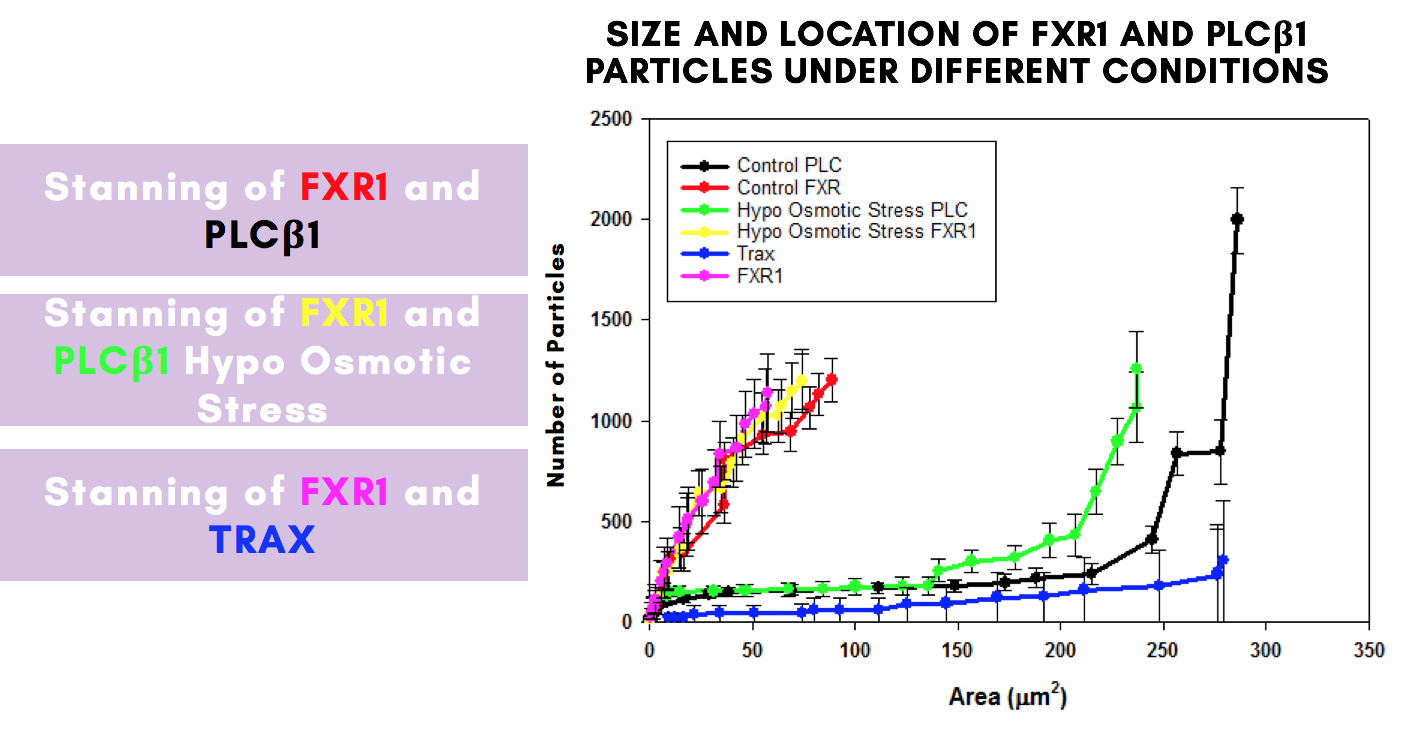 SIZE AND LOCATION OF FXR1 AND PLCβ1
PARTICLES UNDER DIFFERENT CONDITIONS
Stanning of FXR1 and
PLCβ1
Stanning of FXR1 and
PLCβ1 Hypo Osmotic
Stress
Stanning of FXR1 and
TRAX
Number of Particles
2500
2000
1500
1000
500
0
Control PLC
Control FXR
Hypo Osmotic Stress PLC
Hypo Osmotic Stress FXR1
Trax
FXR1
0 50 100 150 200 250 300 350
Area (μm²)